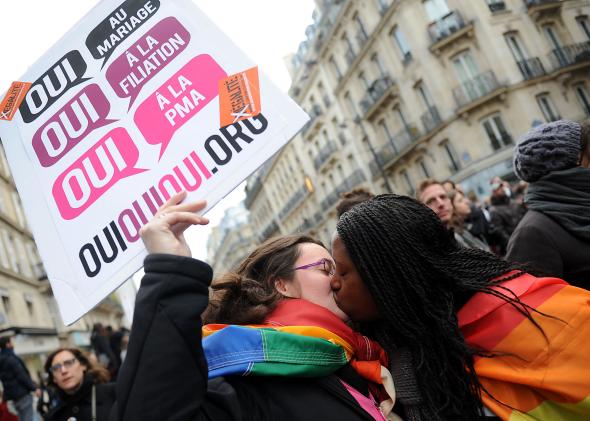 OUI
AU
MARIAGE
OUI
À LA
FILIATION
OUI
À LA
PMA
OUIOUIOUI.ORG
ÉGALITÉ
ÉGALITÉ